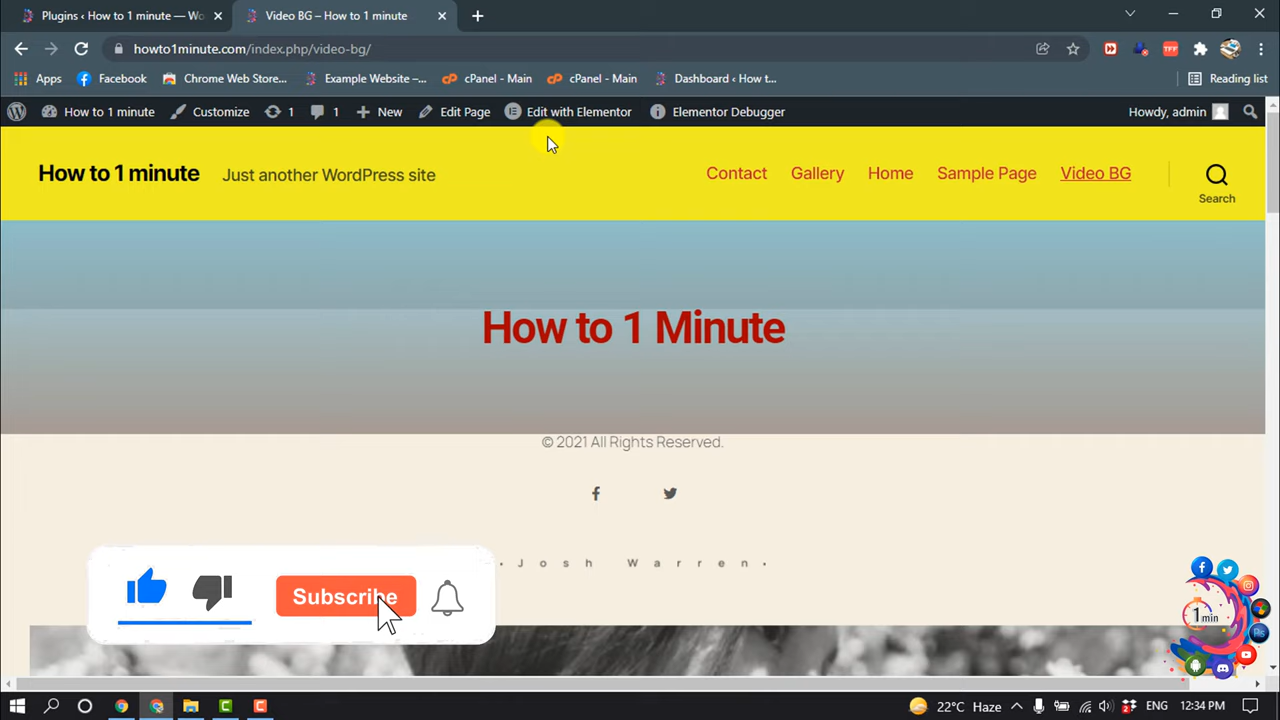 Plugins ‹ How to 1 minute — Wo
Video BG – How to 1 minute
howto1minute.com/index.php/video-bg/
Apps
Facebook
Chrome Web Store...
Example Website –...
cPanel - Main
cPanel - Main
Dashboard ‹ How t...
Reading list
How to 1 minute
Customize
1
1
New
Edit Page
Edit with Elementor
Elementor Debugger
Howdy, admin
How to 1 minute
Just another WordPress site
Contact
Gallery
Home
Sample Page
Video BG
Search
How to 1 Minute
© 2021 All Rights Reserved.
• Josh Warren •
Subscribe
1 min
Ps
22°C Haze
ENG
12:34 PM